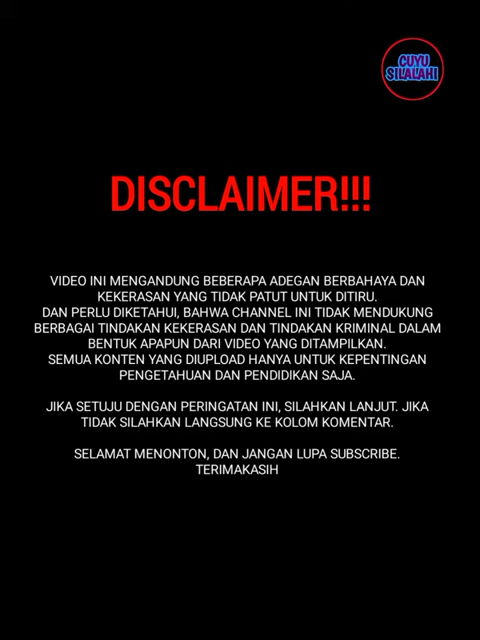 CUYU
SILALAHI
DISCLAIMER!!!
VIDEO INI MENGANDUNG BEBERAPA ADEGAN BERBAHAYA DAN
KEKERASAN YANG TIDAK PATUT UNTUK DITIRU.
DAN PERLU DIKETAHUI, BAHWA CHANNEL INI TIDAK MENDUKUNG
BERBAGAI TINDAKAN KEKERASAN DAN TINDAKAN KRIMINAL DALAM
BENTUK APAPUN DARI VIDEO YANG DITAMPILKAN.
SEMUA KONTEN YANG DIUPLOAD HANYA UNTUK KEPENTINGAN
PENGETAHUAN DAN PENDIDIKAN SAJA.
JIKA SETUJU DENGAN PERINGATAN INI, SILAHKAN LANJUT. JIKA
TIDAK SILAHKAN LANGSUNG KE KOLOM KOMENTAR.
SELAMAT MENONTON, DAN JANGAN LUPA SUBSCRIBE.
TERIMAKASIH